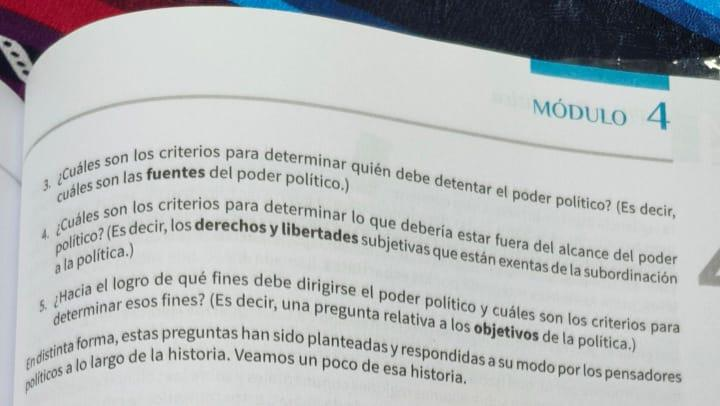 MÓDULO 4
3. ¿Cuáles son los criterios para determinar quién debe detentar el poder político? (Es decir,
cuáles son las fuentes del poder político.)
4. ¿Cuáles son los criterios para determinar lo que debería estar fuera del alcance del poder
político? (Es decir, los derechos y libertades subjetivas que están exentas de la subordinación
a la política.)
5. ¿Hacia el logro de qué fines debe dirigirse el poder político y cuáles son los criterios para
determinar esos fines? (Es decir, una pregunta relativa a los objetivos de la política.)
En distinta forma, estas preguntas han sido planteadas y respondidas a su modo por los pensadores
políticos a lo largo de la historia. Veamos un poco de esa historia.